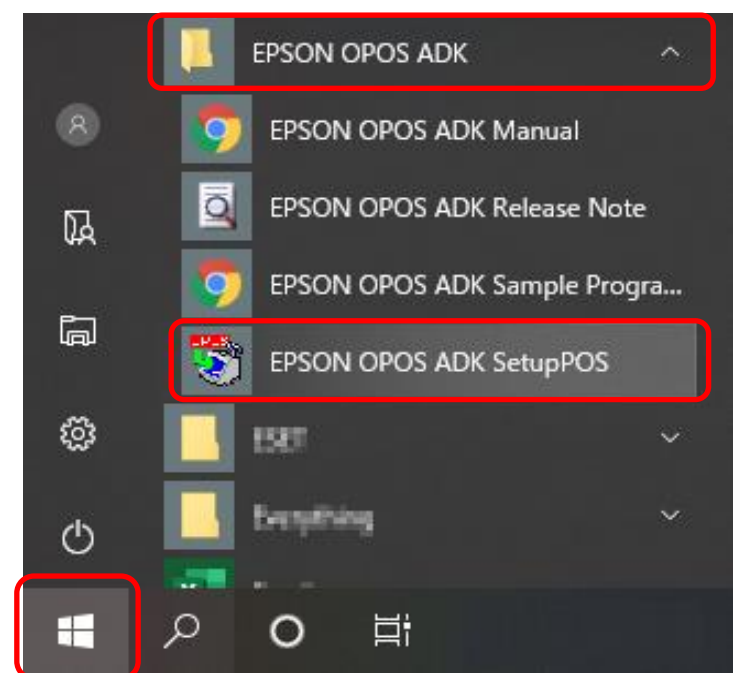 EPSON OPOS ADK
EPSON OPOS ADK Manual
EPSON OPOS ADK Release Note
EPSON OPOS ADK Sample Progra...
EPSON OPOS ADK SetupPOS